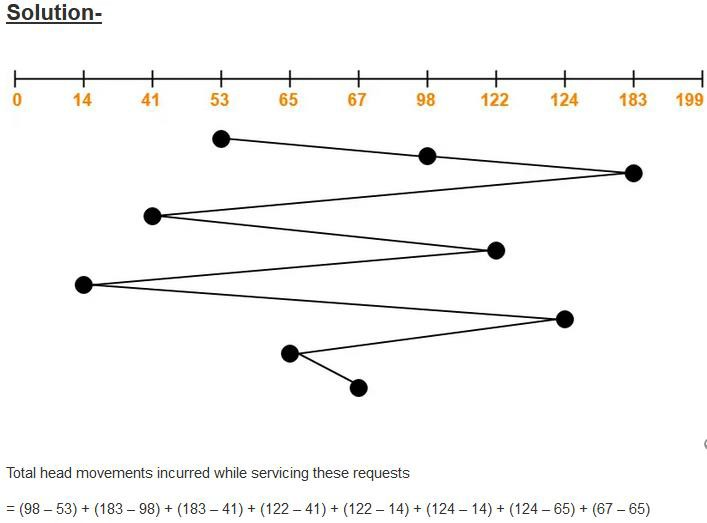 Solution-
0 14 41 53 65 67 98 122 124 183 199
Total head movements incurred while servicing these requests
= (98 – 53) + (183 – 98) + (183 – 41) + (122 – 41) + (122 – 14) + (124 – 14) + (124 – 65) + (67 – 65)